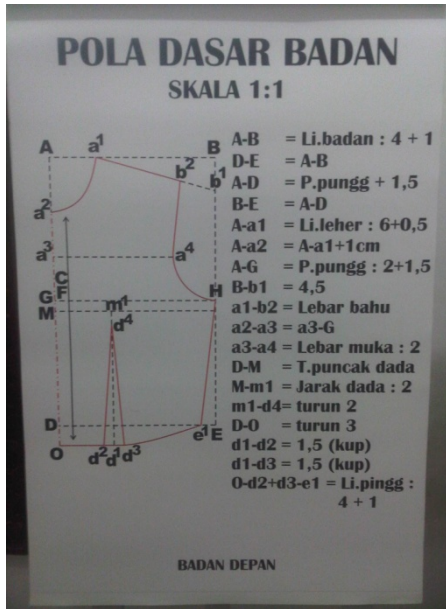 POLA DASAR BADAN
SKALA 1:1
A
a¹
B
b²
b¹
a²
a³
a⁴
C
G
F
H
m¹
M
d⁴
D
e¹
E
O
d²
d¹
d³
A-B = Li.badan : 4 + 1
D-E = A-B
A-D = P.pungg + 1,5
B-E = A-D
A-a1 = Li.leher : 6+0,5
A-a2 = A-a1+1cm
A-G = P.pungg : 2+1,5
B-b1 = 4,5
a1-b2 = Lebar bahu
a2-a3 = a3-G
a3-a4 = Lebar muka : 2
D-M = T.puncak dada
M-m1 = Jarak dada : 2
m1-d4= turun 2
D-O = turun 3
d1-d2 = 1,5 (kup)
d1-d3 = 1,5 (kup)
O-d2+d3-e1 = Li.pingg :
4 + 1
BADAN DEPAN